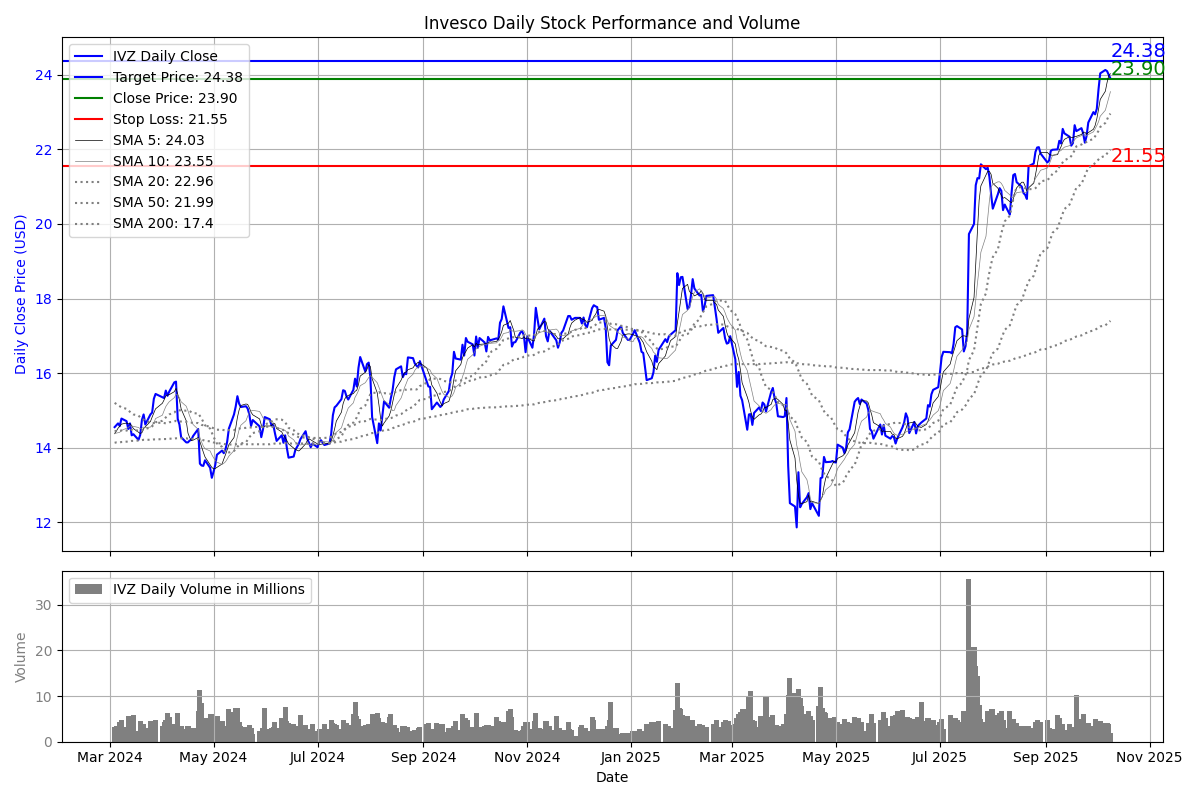 Invesco Daily Stock Performance and Volume
IVZ Daily Close
Target Price: 24.38
Close Price: 23.90
Stop Loss: 21.55
SMA 5: 24.03
SMA 10: 23.55
SMA 20: 22.96
SMA 50: 21.99
SMA 200: 17.4
24.38
23.90
21.55
24
22
20
18
16
14
12
Daily Close Price (USD)
IVZ Daily Volume in Millions
30
20
10
0
Volume
Mar 2024 May 2024 Jul 2024 Sep 2024 Nov 2024 Jan 2025 Mar 2025 May 2025 Jul 2025 Sep 2025 Nov 2025
Date